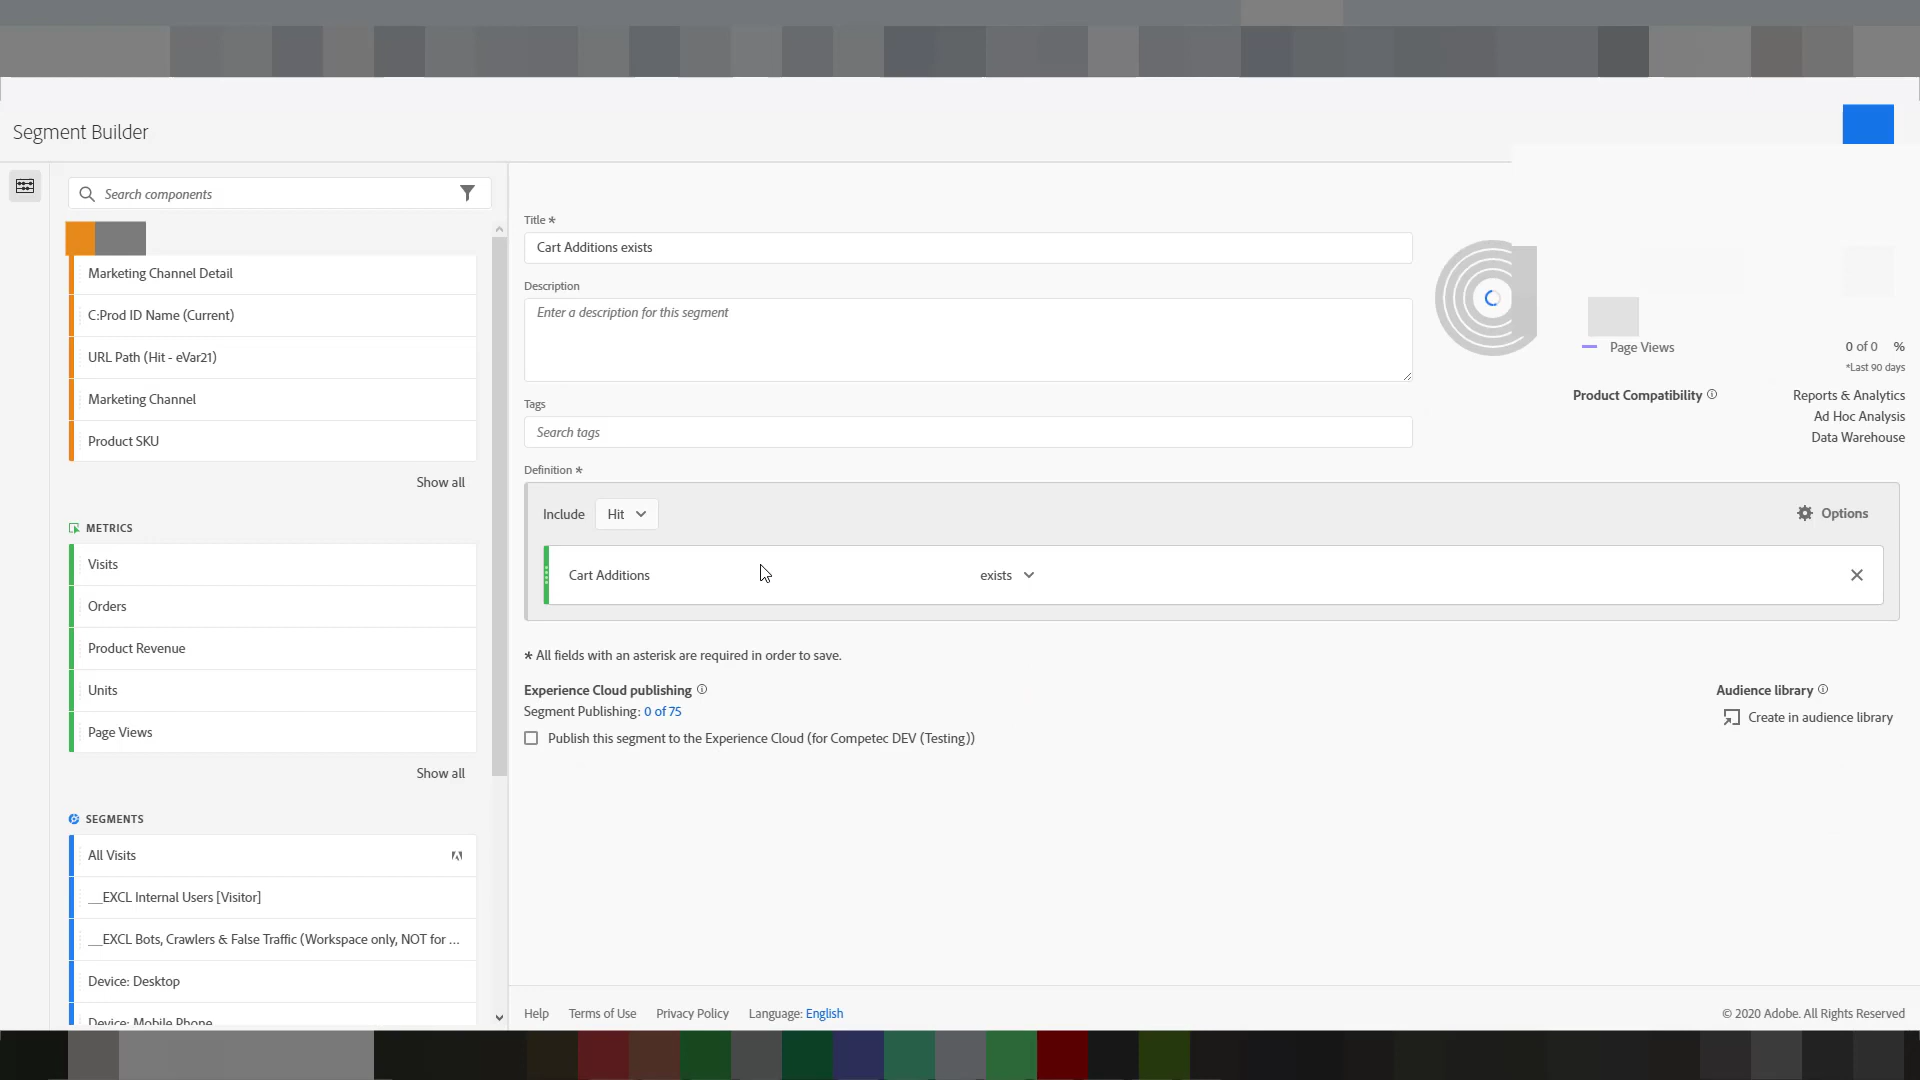 Segment Builder
Search components
Marketing Channel Detail
C:Prod ID Name (Current)
URL Path (Hit - eVar21)
Marketing Channel
Product SKU
Show all
METRICS
Visits
Orders
Product Revenue
Units
Page Views
Show all
SEGMENTS
All Visits
__EXCL Internal Users [Visitor]
__EXCL Bots, Crawlers & False Traffic (Workspace only, NOT for ...
Device: Desktop
Device: Mobile Phone
Title *
Cart Additions exists
Description
Enter a description for this segment
Tags
Search tags
Page Views 0 of 0 %
*Last 90 days
Product Compatibility Reports & Analytics
Ad Hoc Analysis
Data Warehouse
Definition *
Include Hit Options
Cart Additions exists
* All fields with an asterisk are required in order to save.
Experience Cloud publishing
Segment Publishing: 0 of 75
Publish this segment to the Experience Cloud (for Competec DEV (Testing))
Audience library
Create in audience library
Help Terms of Use Privacy Policy Language: English
© 2020 Adobe. All Rights Reserved